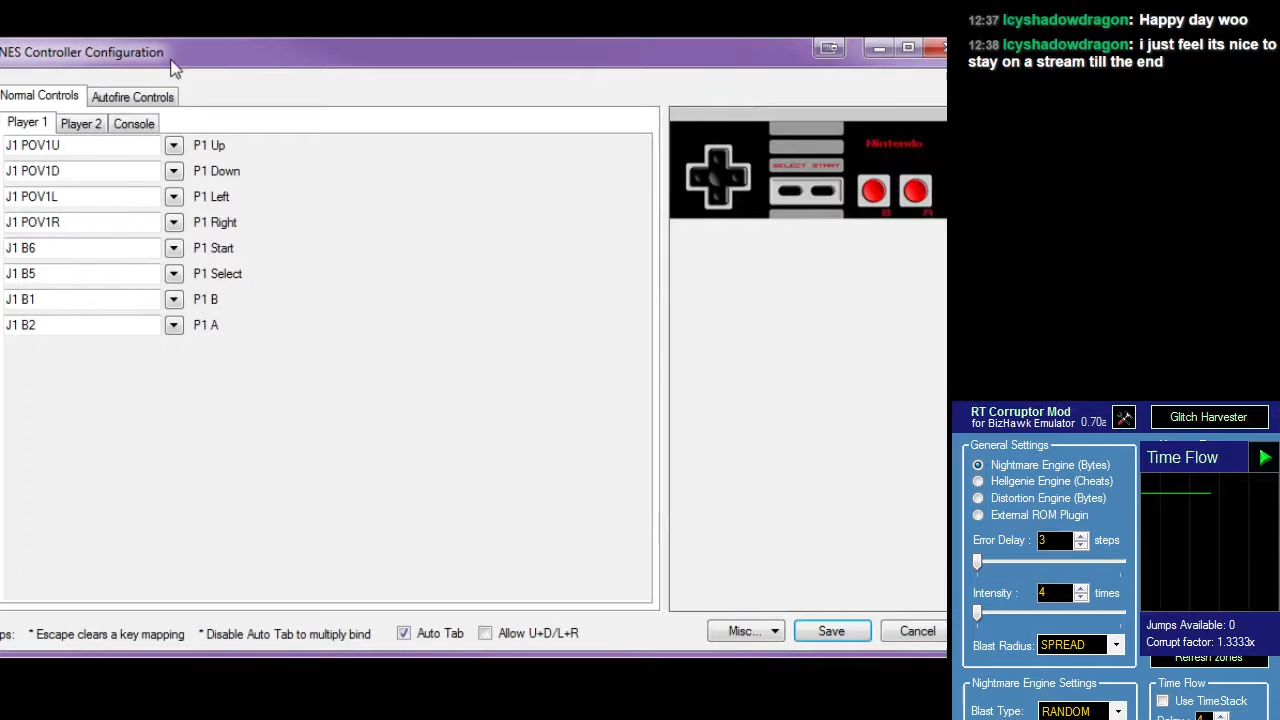 12:37 Icyshadowdragon: Happy day woo
12:38 Icyshadowdragon: i just feel its nice to
stay on a stream till the end
NES Controller Configuration
Normal Controls
Autofire Controls
Player 1
Player 2
Console
J1 POV1U
P1 Up
J1 POV1D
P1 Down
J1 POV1L
P1 Left
J1 POV1R
P1 Right
J1 B6
P1 Start
J1 B5
P1 Select
J1 B1
P1 B
J1 B2
P1 A
Nintendo
SELECT START
B A
ps: * Escape clears a key mapping * Disable Auto Tab to multiply bind
Auto Tab
Allow U+D/L+R
Misc...
Save
Cancel
RT Corruptor Mod
for BizHawk Emulator 0.70a
Glitch Harvester
General Settings
Nightmare Engine (Bytes)
Hellgenie Engine (Cheats)
Distortion Engine (Bytes)
External ROM Plugin
Error Delay : 3 steps
Intensity : 4 times
Blast Radius: SPREAD
Time Flow
Jumps Available: 0
Corrupt factor: 1.3333x
Refresh zones
Nightmare Engine Settings
Blast Type: RANDOM
Time Flow
Use TimeStack